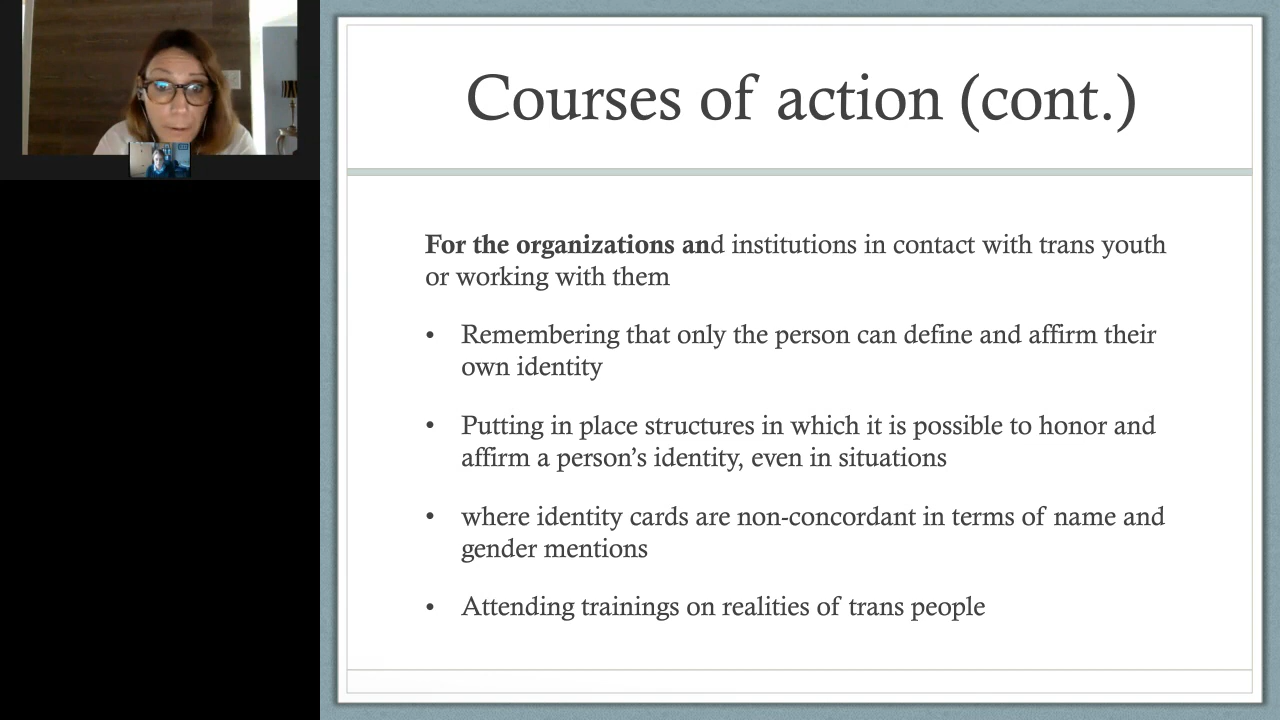 Courses of action (cont.)
For the organizations and institutions in contact with trans youth
or working with them
• Remembering that only the person can define and affirm their
own identity
• Putting in place structures in which it is possible to honor and
affirm a person’s identity, even in situations
• where identity cards are non-concordant in terms of name and
gender mentions
• Attending trainings on realities of trans people